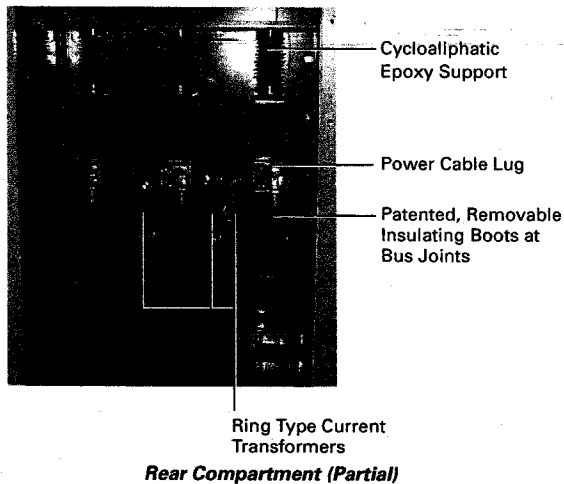 Cycloaliphatic
Epoxy Support
Power Cable Lug
Patented, Removable
Insulating Boots at
Bus Joints
Ring Type Current
Transformers
Rear Compartment (Partial)